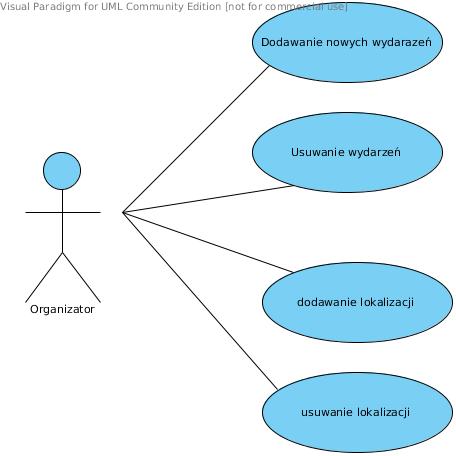 Visual Paradigm for UML Community Edition [not for commercial use]
Dodawanie nowych wydarazeń
Usuwanie wydarzeń
Organizator
dodawanie lokalizacji
usuwanie lokalizacji